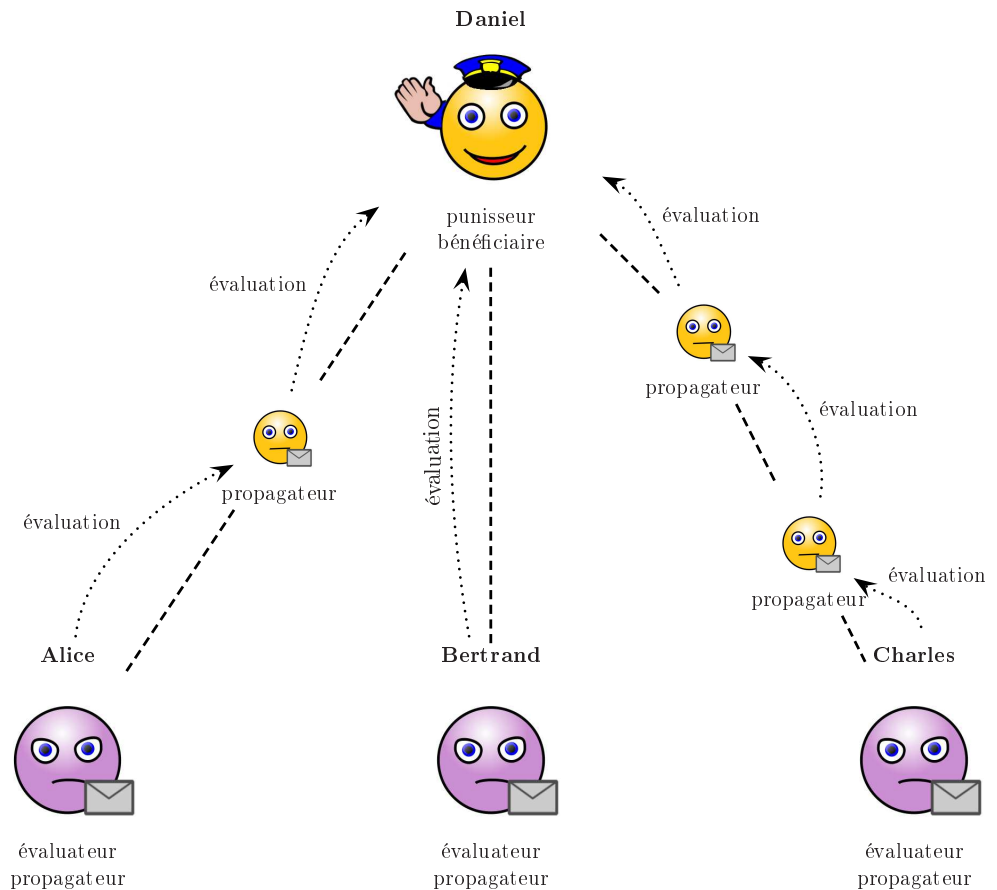 Daniel
punisseur
bénéficiaire
évaluation
évaluation
propagateur
évaluation
évaluation
propagateur
évaluation
évaluation
propagateur
évaluation
Alice
Bertrand
Charles
évaluateur
propagateur
évaluateur
propagateur
évaluateur
propagateur